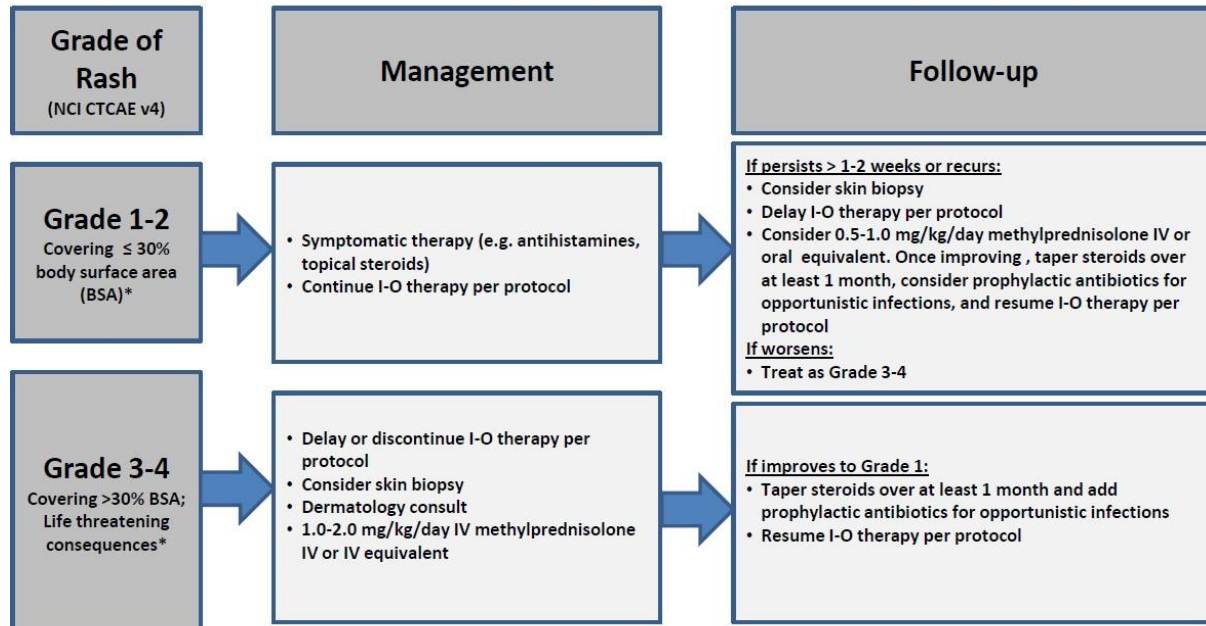 Grade of
Rash
(NCI CTCAE v4)
Management
Follow-up
Grade 1-2
Covering ≤ 30%
body surface area
(BSA)*
• Symptomatic therapy (e.g. antihistamines,
topical steroids)
• Continue I-O therapy per protocol
If persists > 1-2 weeks or recurs:
• Consider skin biopsy
• Delay I-O therapy per protocol
• Consider 0.5-1.0 mg/kg/day methylprednisolone IV or
oral equivalent. Once improving , taper steroids over
at least 1 month, consider prophylactic antibiotics for
opportunistic infections, and resume I-O therapy per
protocol
If worsens:
• Treat as Grade 3-4
Grade 3-4
Covering >30% BSA;
Life threatening
consequences*
• Delay or discontinue I-O therapy per
protocol
• Consider skin biopsy
• Dermatology consult
• 1.0-2.0 mg/kg/day IV methylprednisolone
IV or IV equivalent
If improves to Grade 1:
• Taper steroids over at least 1 month and add
prophylactic antibiotics for opportunistic infections
• Resume I-O therapy per protocol